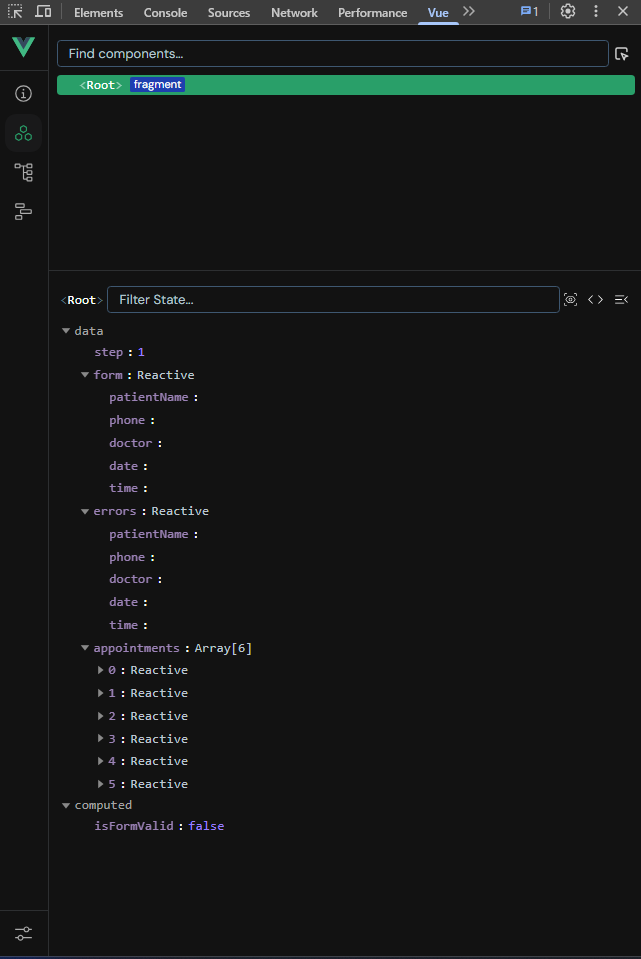 Elements Console Sources Network Performance Vue 1
Find components...
<Root> fragment
<Root> Filter State...
data
step : 1
form : Reactive
patientName :
phone :
doctor :
date :
time :
errors : Reactive
patientName :
phone :
doctor :
date :
time :
appointments : Array[6]
0 : Reactive
1 : Reactive
2 : Reactive
3 : Reactive
4 : Reactive
5 : Reactive
computed
isFormValid : false